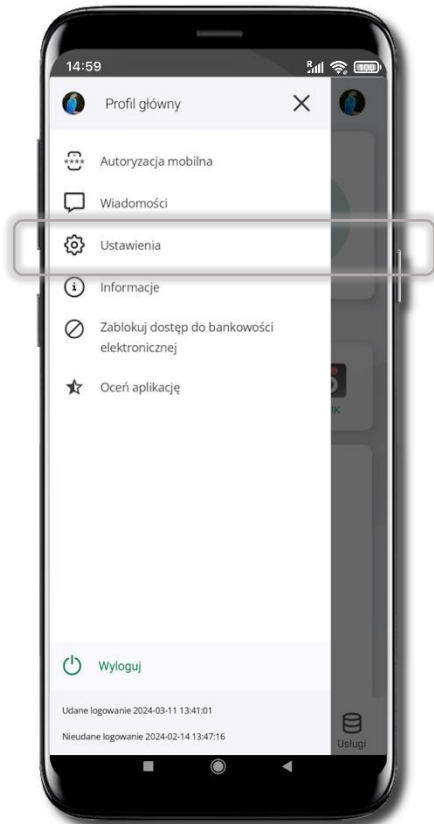 14:59
R
100
Profil główny
Autoryzacja mobilna
Wiadomości
Ustawienia
Informacje
Zablokuj dostęp do bankowości
elektronicznej
Oceń aplikację
Wyloguj
Udane logowanie 2024-03-11 13:41:01
Nieudane logowanie 2024-02-14 13:47:16
Usługi